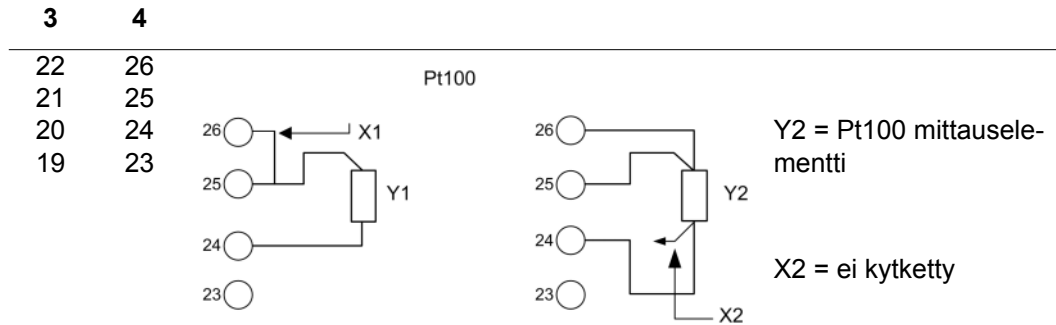 3 4
22 26
21 25
20 24
19 23
Pt100
26 X1
25 Y1
24
23
26
25 Y2
24
23 X2
Y2 = Pt100 mittausele-
mentti
X2 = ei kytketty